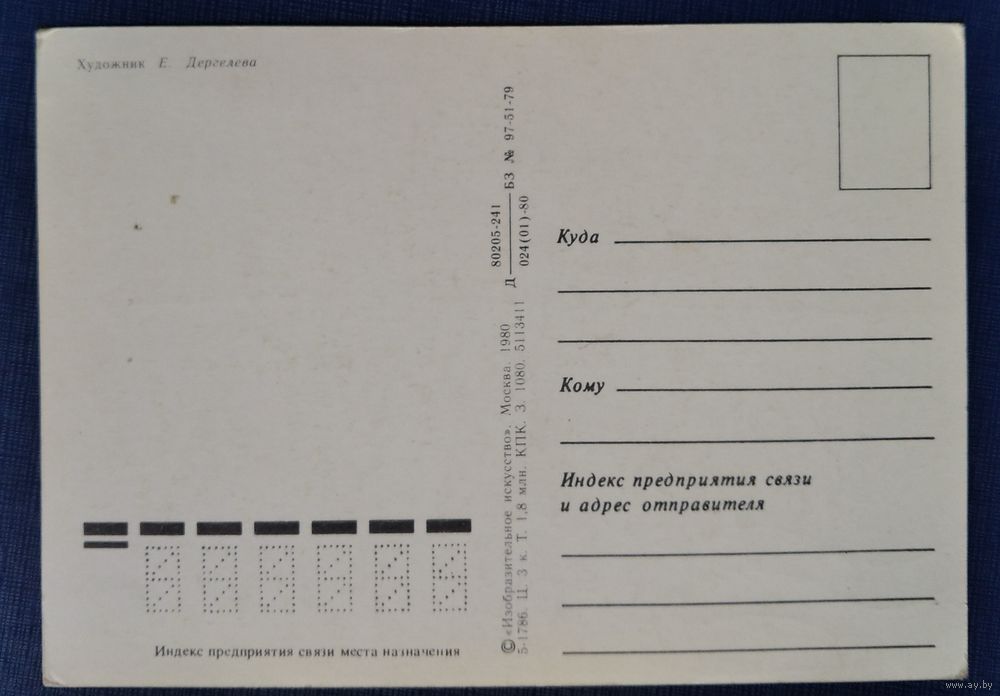 Художник Е. Дергелева
80205-241
Д БЗ № 97-51-79
024(01)-80
© «Изобразительное искусство». Москва. 1980
5-1786. Ц. 3 к. Т. 1,8 млн. КПК. З. 1080. 5113411
Куда
Кому
Индекс предприятия связи
и адрес отправителя
Индекс предприятия связи места назначения
www.ay.by